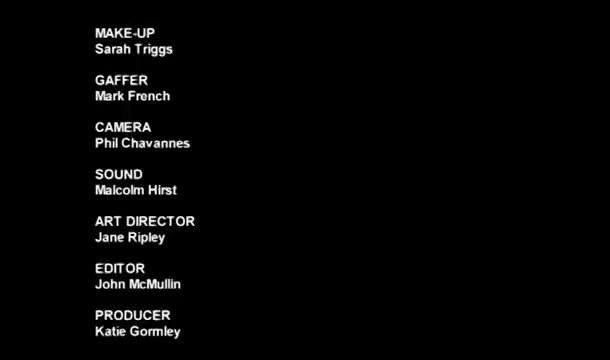 MAKE-UP
Sarah Triggs
GAFFER
Mark French
CAMERA
Phil Chavannes
SOUND
Malcolm Hirst
ART DIRECTOR
Jane Ripley
EDITOR
John McMullin
PRODUCER
Katie Gormley